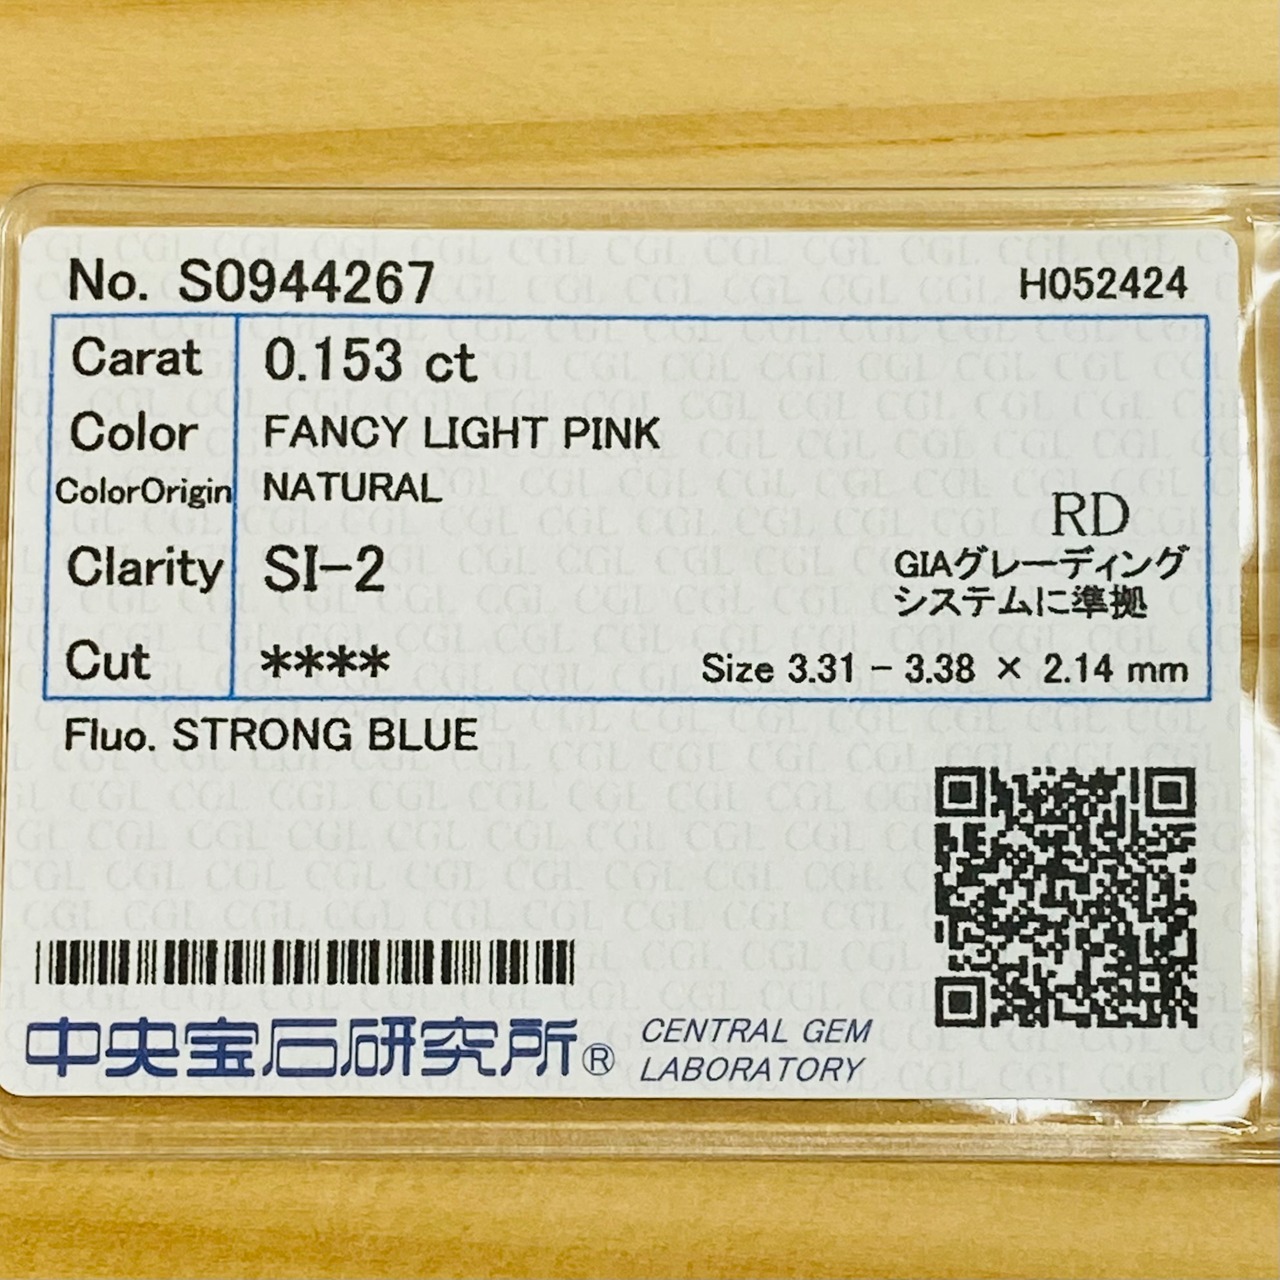 No. S0944267 H052424
Carat 0.153 ct
Color FANCY LIGHT PINK
ColorOrigin NATURAL
RD
Clarity SI-2
GIAグレーディング
システムに準拠
Cut ****
Size 3.31 - 3.38 × 2.14 mm
Fluo. STRONG BLUE
中央宝石研究所®
CENTRAL GEM
LABORATORY
CGL